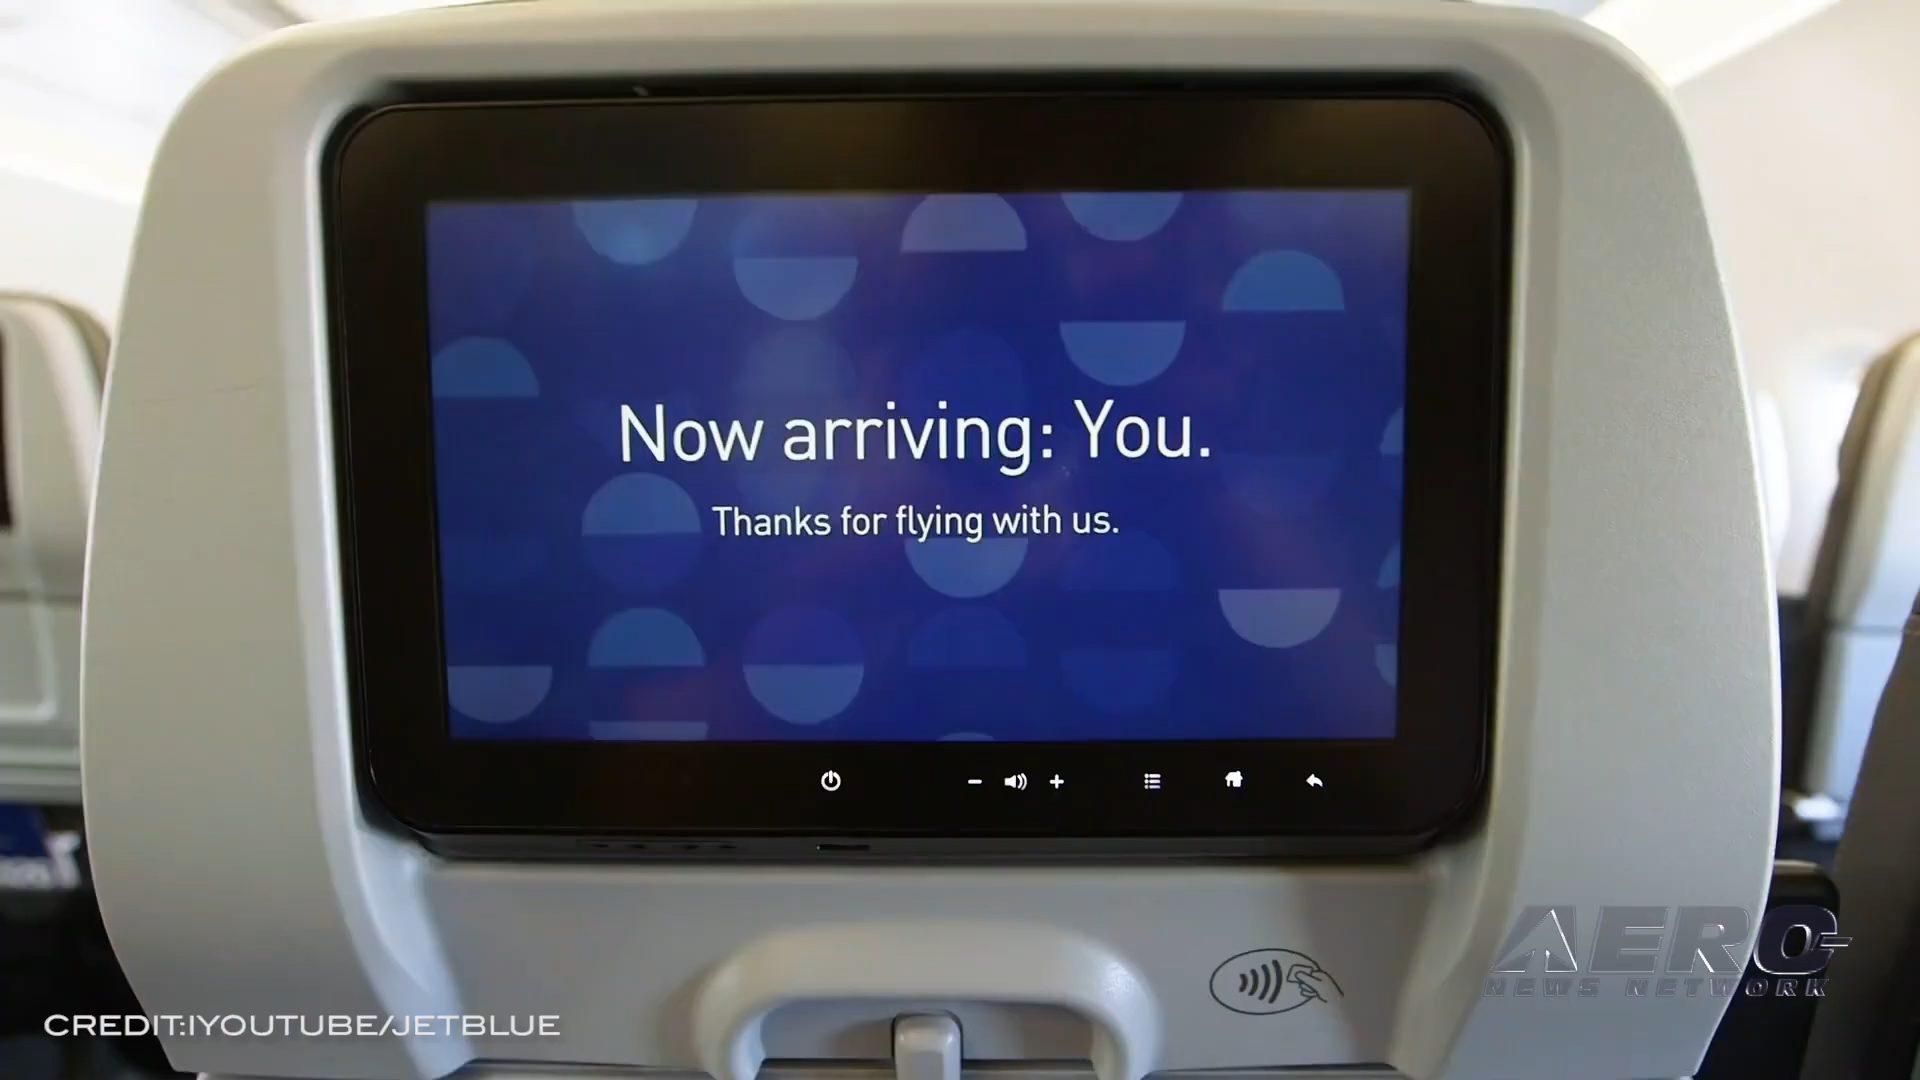 Now arriving: You.
Thanks for flying with us.
AERO
NEWS NETWORK
CREDIT:IYOUTUBE/JETBLUE